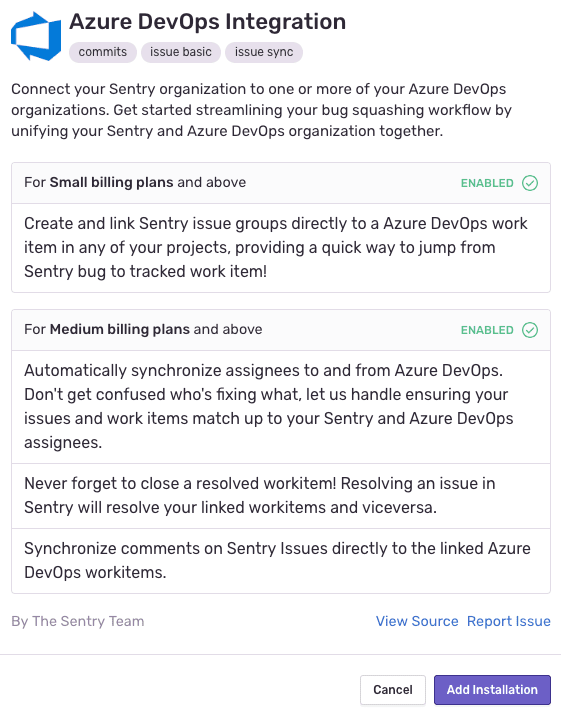 Azure DevOps Integration
commits issue basic issue sync
Connect your Sentry organization to one or more of your Azure DevOps
organizations. Get started streamlining your bug squashing workflow by
unifying your Sentry and Azure DevOps organization together.
For Small billing plans and above ENABLED
Create and link Sentry issue groups directly to a Azure DevOps work
item in any of your projects, providing a quick way to jump from
Sentry bug to tracked work item!
For Medium billing plans and above ENABLED
Automatically synchronize assignees to and from Azure DevOps.
Don't get confused who's fixing what, let us handle ensuring your
issues and work items match up to your Sentry and Azure DevOps
assignees.
Never forget to close a resolved workitem! Resolving an issue in
Sentry will resolve your linked workitems and viceversa.
Synchronize comments on Sentry Issues directly to the linked Azure
DevOps workitems.
By The Sentry Team View Source Report Issue
Cancel Add Installation